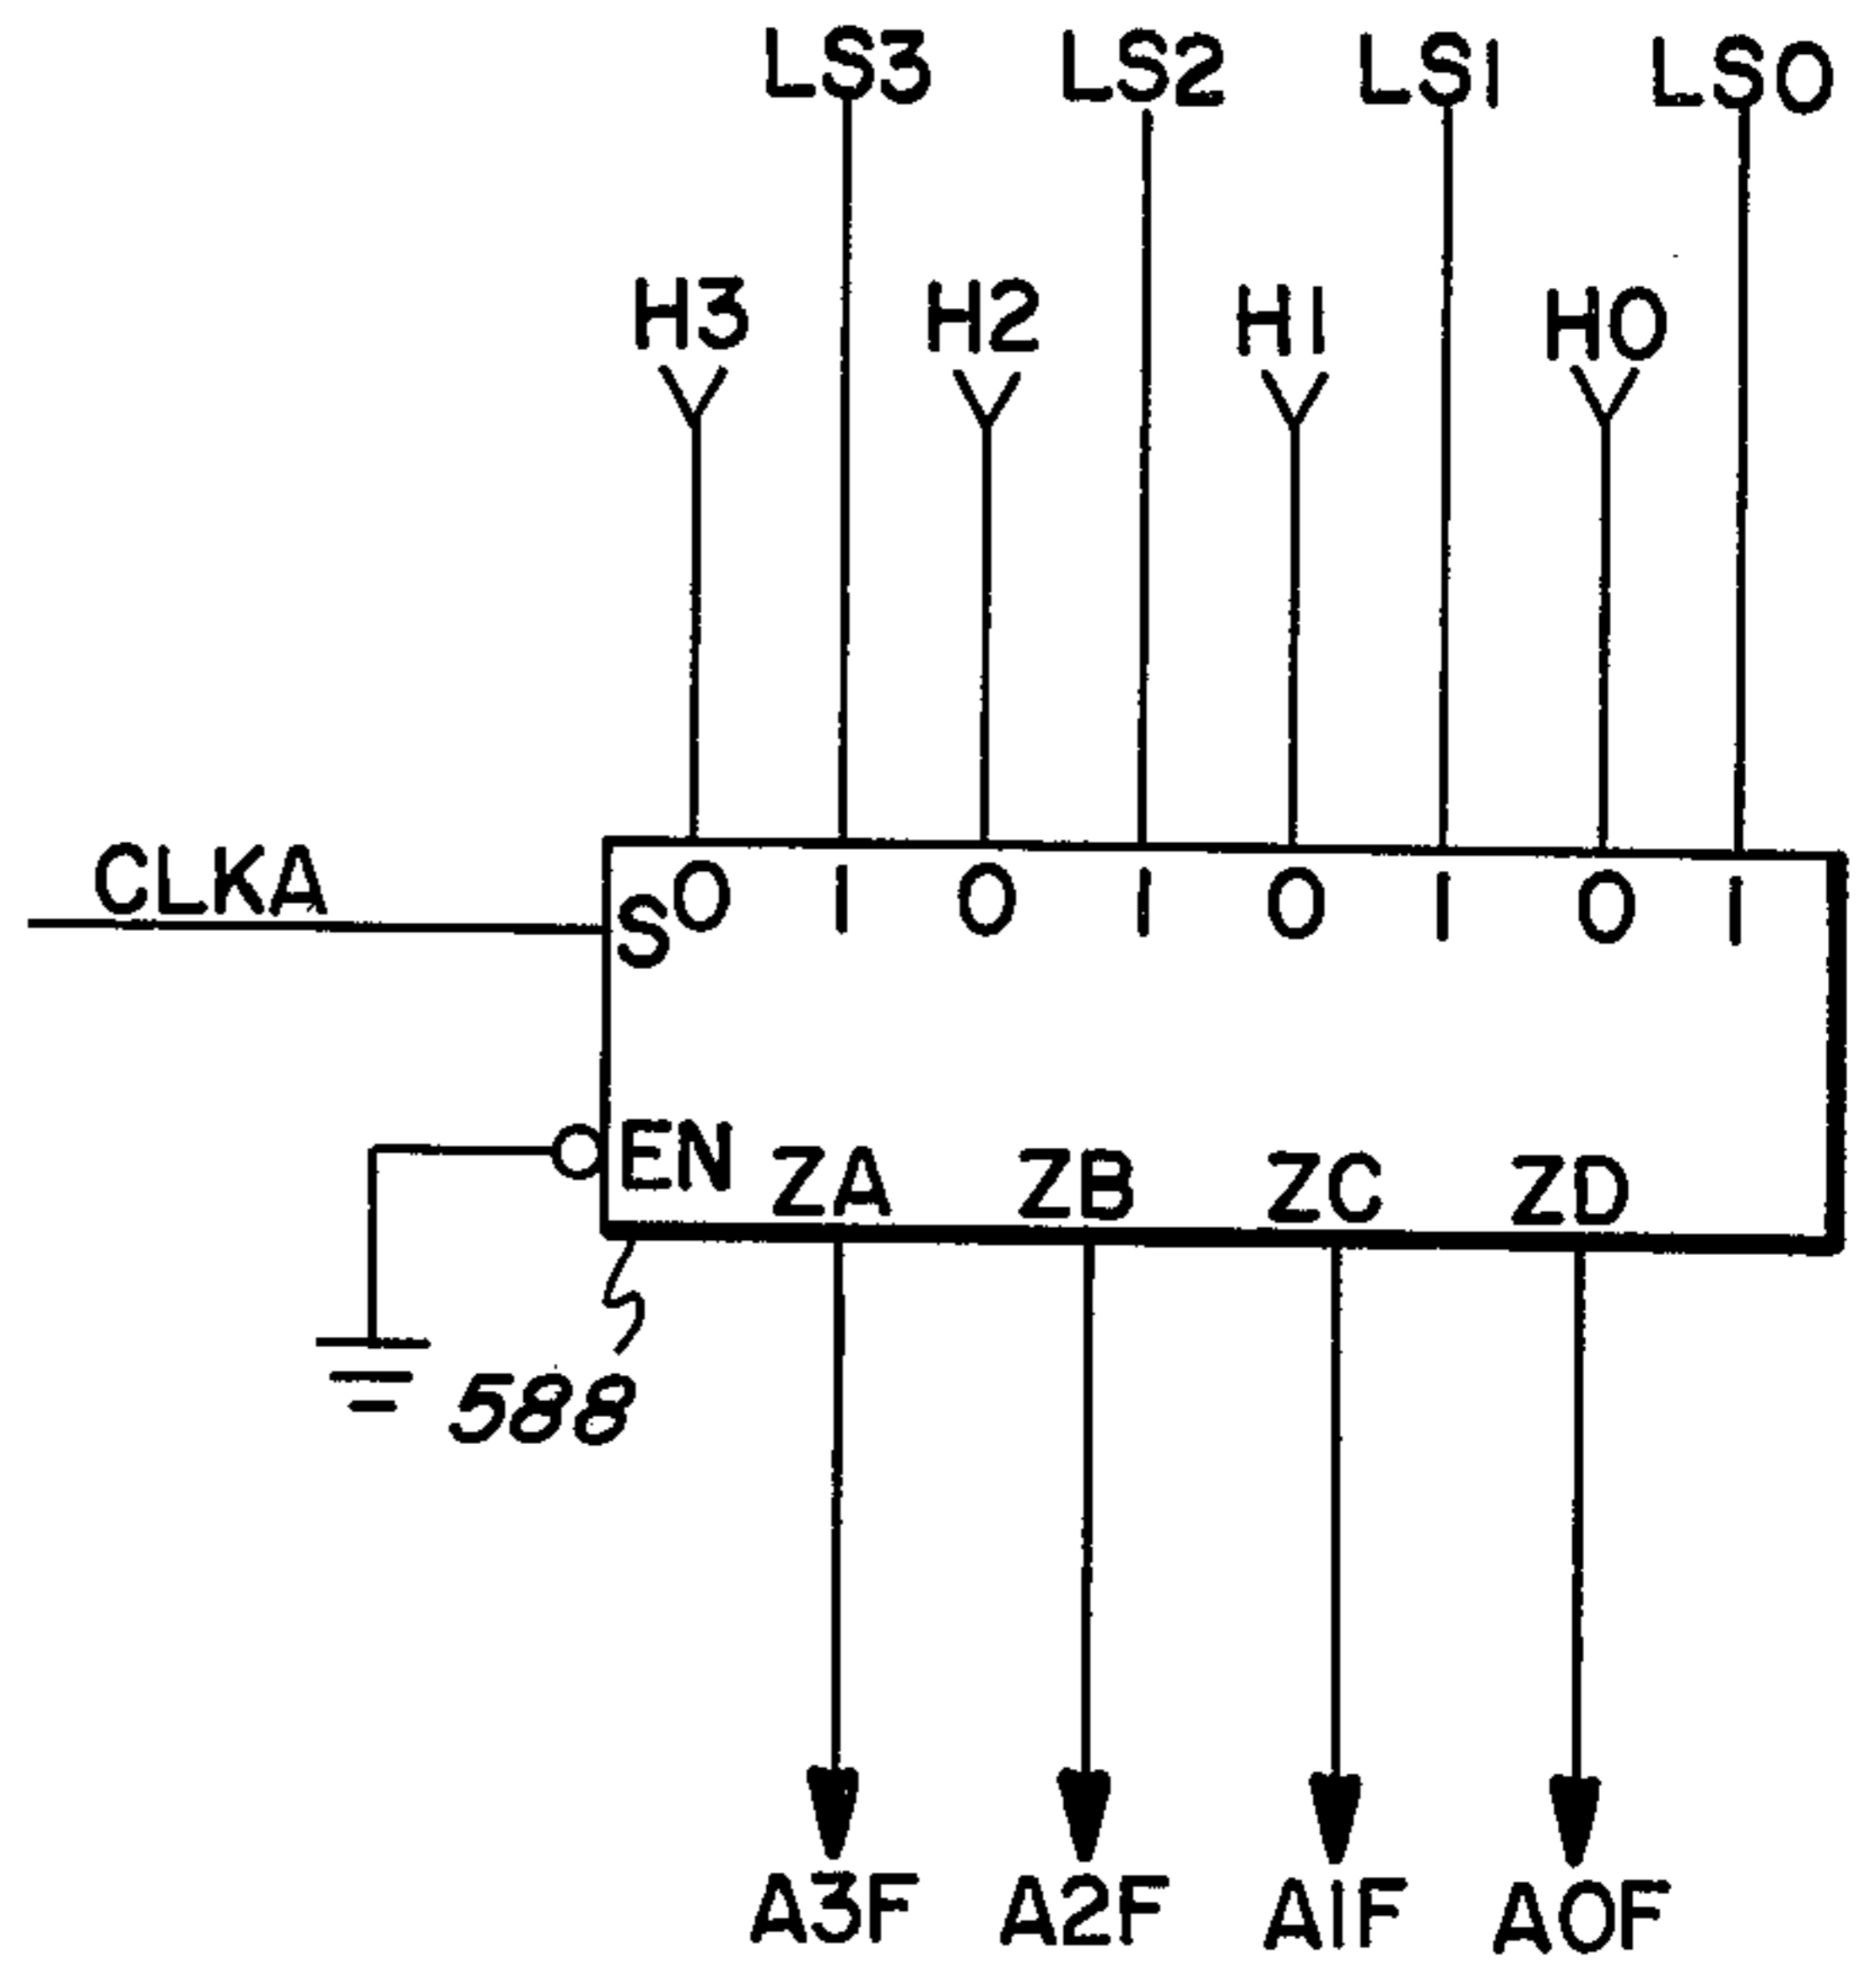 LS3 LS2 LS1 LS0
H3 H2 H1 H0
CLKA
S 0 1 0 1 0 1 0 1
EN ZA ZB ZC ZD
588
A3F A2F A1F A0F